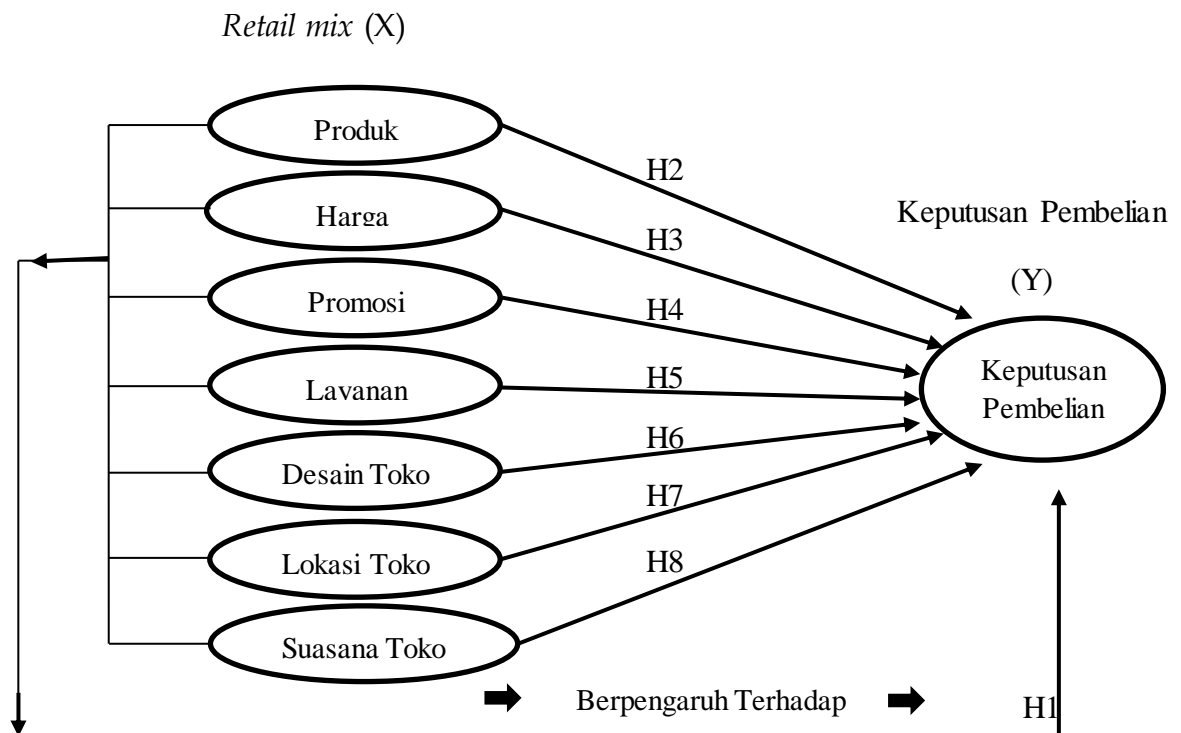 Retail mix (X)
Produk
H2
Harga
Keputusan Pembelian
H3
(Y)
Promosi
H4
Keputusan
Pembelian
Layanan
H5
H6
Desain Toko
H7
Lokasi Toko
H8
Suasana Toko
Berpengaruh Terhadap
H1